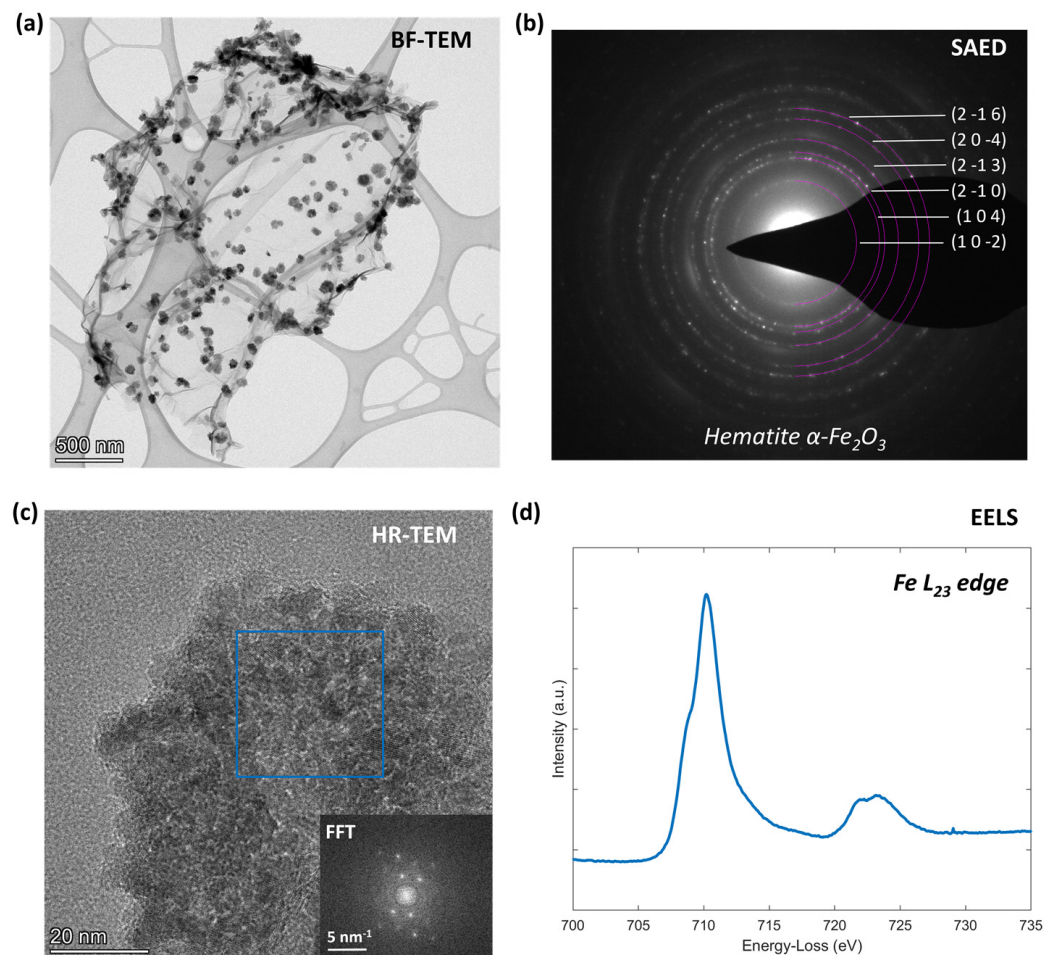 (a)
BF-TEM
500 nm
(b)
SAED
(2 -1 6)
(2 0 -4)
(2 -1 3)
(2 -1 0)
(1 0 4)
(1 0 -2)
Hematite α-Fe2O3
(c)
HR-TEM
FFT
5 nm-1
20 nm
(d)
EELS
Fe L23 edge
Intensity (a.u.)
700 705 710 715 720 725 730 735
Energy-Loss (eV)